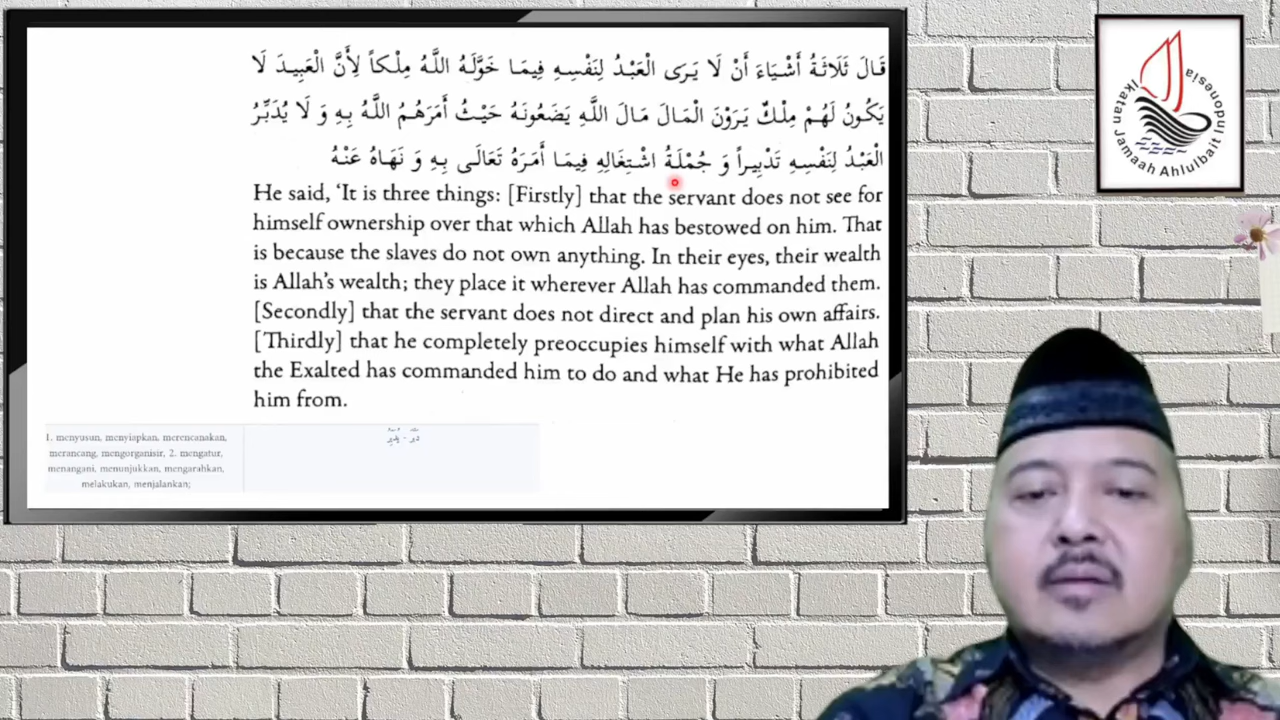 قَالَ ثَلَاثَةُ أَشْيَاءَ أَنْ لَا يَرَى الْعَبْدُ لِنَفْسِهِ فِيمَا خَوَّلَهُ اللَّهُ مِلْكاً لِأَنَّ الْعَبِيدَ لَا
يَكُونُ لَهُمْ مِلْكٌ يَرَوْنَ الْمَالَ مَالَ اللَّهِ يَضَعُونَهُ حَيْثُ أَمَرَهُمُ اللَّهُ بِهِ وَ لَا يُدَبِّرُ
الْعَبْدُ لِنَفْسِهِ تَدْبِيراً وَ جُمْلَةُ اشْتِغَالِهِ فِيمَا أَمَرَهُ تَعَالَى بِهِ وَ نَهَاهُ عَنْهُ
He said, ‘It is three things: [Firstly] that the servant does not see for
himself ownership over that which Allah has bestowed on him. That
is because the slaves do not own anything. In their eyes, their wealth
is Allah’s wealth; they place it wherever Allah has commanded them.
[Secondly] that the servant does not direct and plan his own affairs.
[Thirdly] that he completely preoccupies himself with what Allah
the Exalted has commanded him to do and what He has prohibited
him from.
1. menyusun, menyiapkan, merencanakan,
merancang, mengorganisir, 2. mengatur,
menangani, menunjukkan, mengarahkan,
melakukan, menjalankan;
Ikatan Jamaah Ahlulbait Indonesia